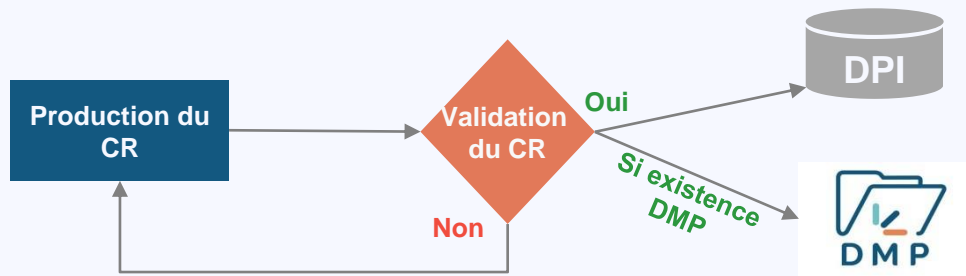 Production du
CR
Validation
du CR
Oui
Non
Si existence
DMP
DPI
DMP